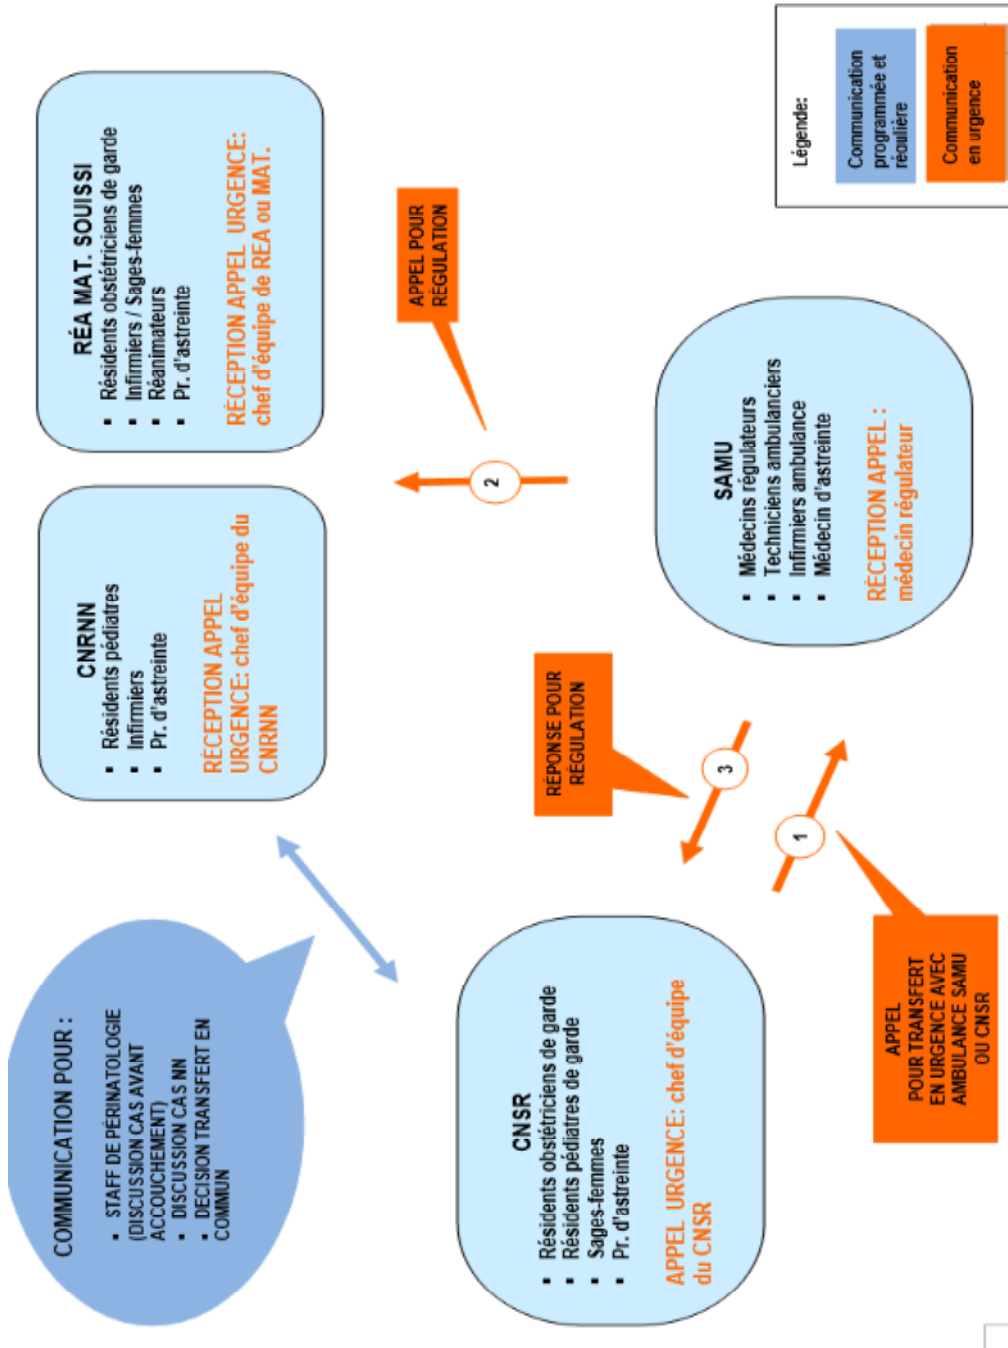 COMMUNICATION POUR :
▪ STAFF DE PÉRINATOLOGIE
(DISCUSSION CAS AVANT
ACCOUCHEMENT)
▪ DISCUSSION CAS NN
▪ DECISION TRANSFERT EN
COMMUN
CNRNN
▪ Résidents pédiatres
▪ Infirmiers
▪ Pr. d'astreinte
RÉCEPTION APPEL
URGENCE: chef d'équipe du
CNRNN
RÉA MAT. SOUISSI
▪ Résidents obstétriciens de garde
▪ Infirmiers / Sages-femmes
▪ Réanimateurs
▪ Pr. d'astreinte
RÉCEPTION APPEL URGENCE:
chef d'équipe de REA ou MAT.
APPEL POUR
RÉGULATION
2
CNSR
▪ Résidents obstétriciens de garde
▪ Résidents pédiatres de garde
▪ Sages-femmes
▪ Pr. d'astreinte
APPEL URGENCE: chef d'équipe
du CNSR
RÉPONSE POUR
RÉGULATION
3
1
SAMU
▪ Médecins régulateurs
▪ Techniciens ambulanciers
▪ Infirmiers ambulance
▪ Médecin d'astreinte
RÉCEPTION APPEL :
médecin régulateur
APPEL
POUR TRANSFERT
EN URGENCE AVEC
AMBULANCE SAMU
OU CNSR
Légende:
Communication
programmée et
régulière
Communication
en urgence